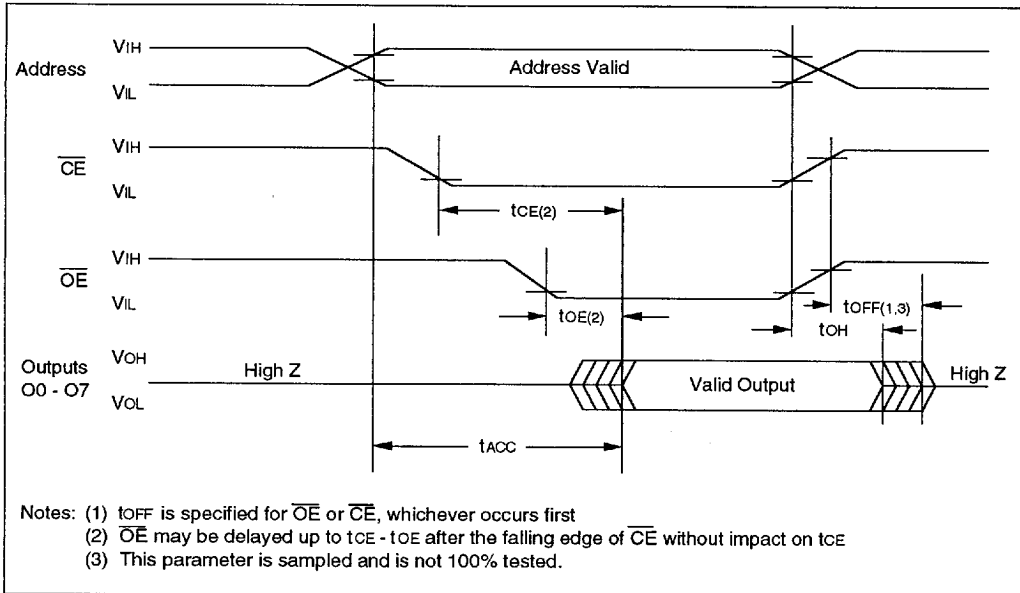 Address
VIH
VIL
Address Valid
CE
VIH
VIL
tCE(2)
OE
VIH
VIL
tOE(2)
tOFF(1,3)
tOH
Outputs
O0 - O7
VOH
VOL
High Z
Valid Output
High Z
tACC
Notes: (1) tOFF is specified for OE or CE, whichever occurs first
(2) OE may be delayed up to tCE - tOE after the falling edge of CE without impact on tCE
(3) This parameter is sampled and is not 100% tested.